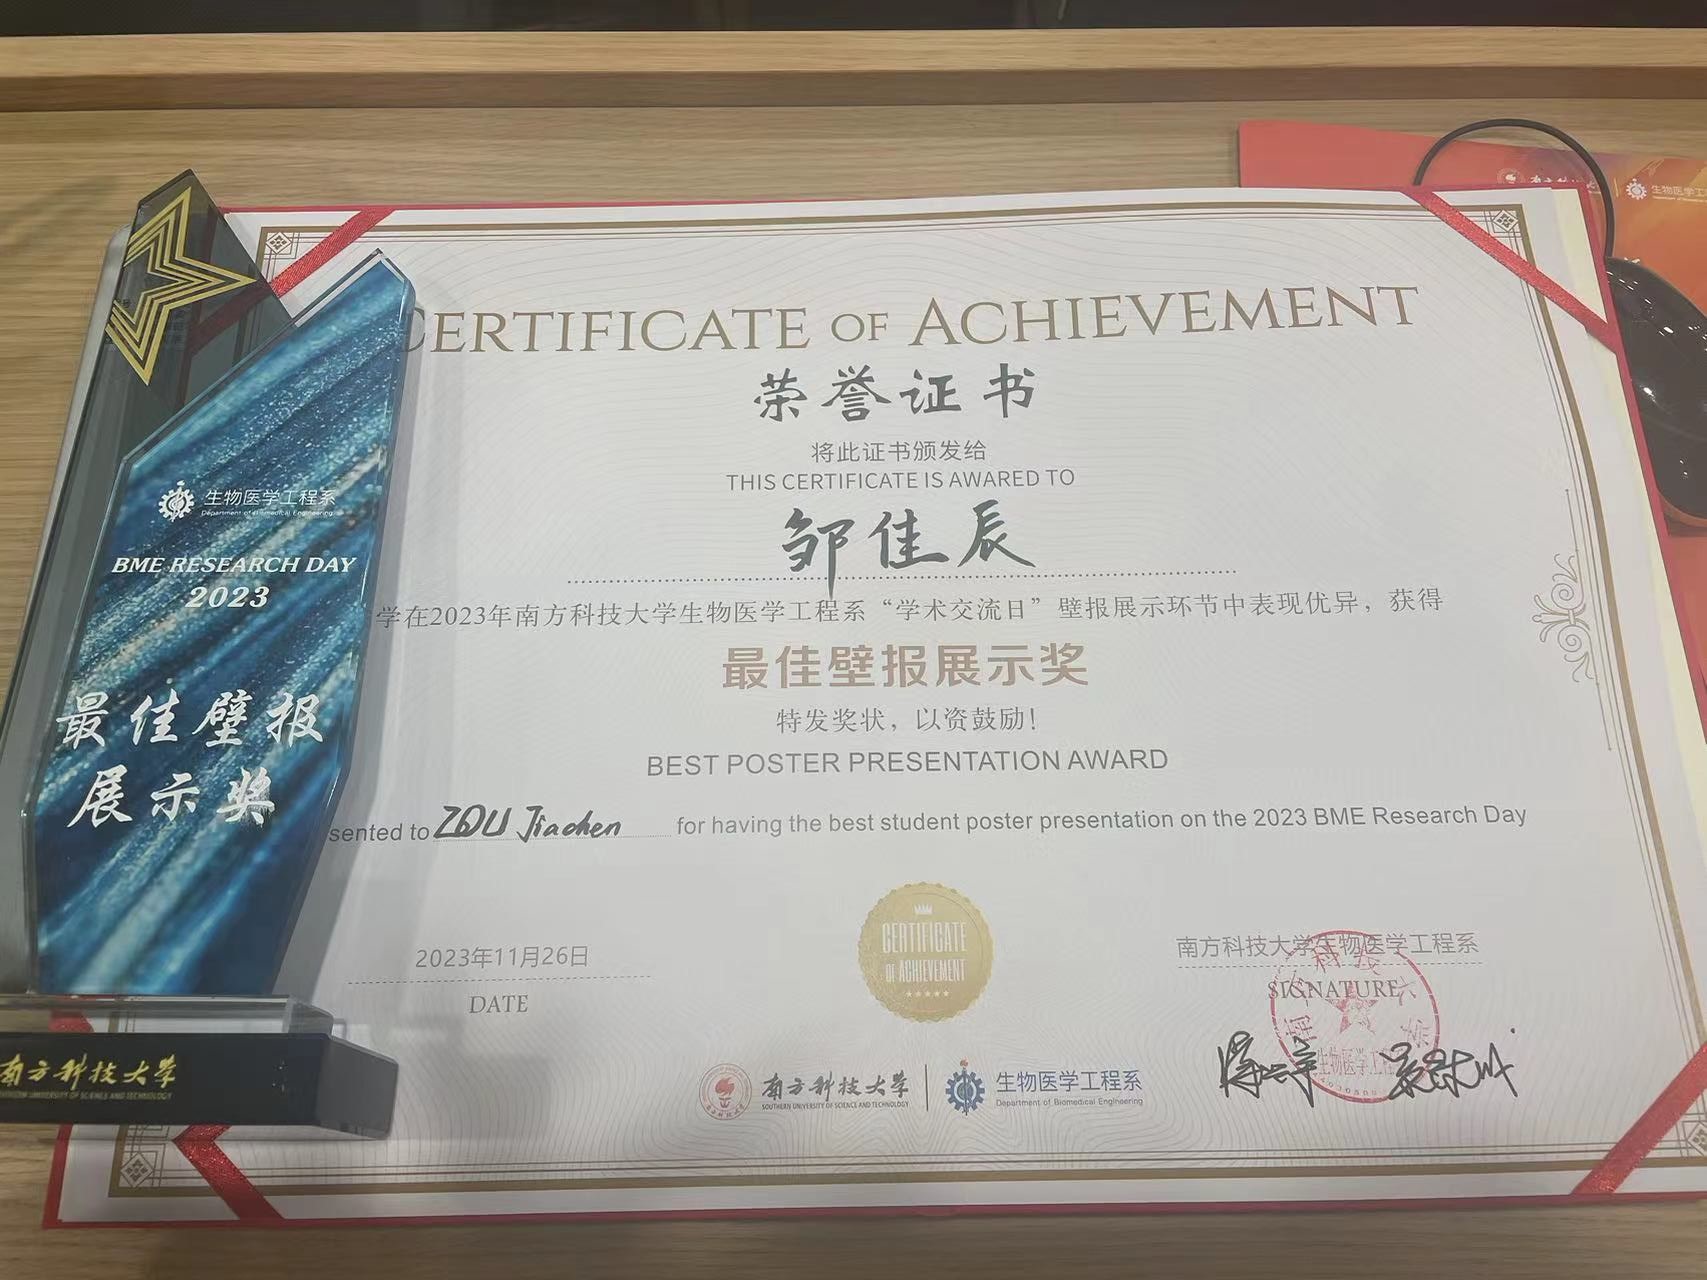 CERTIFICATE OF ACHIEVEMENT
荣誉证书
将此证书颁发给
THIS CERTIFICATE IS AWARED TO
邹佳辰
学在2023年南方科技大学生物医学工程系“学术交流日”壁报展示环节中表现优异，获得
最佳壁报展示奖
特发奖状，以资鼓励！
BEST POSTER PRESENTATION AWARD
sented to ZOU Jiachen for having the best student poster presentation on the 2023 BME Research Day
2023年11月26日
DATE
CERTIFICATE
OF ACHIEVEMENT
南方科技大学生物医学工程系
SIGNATURE
南方科技大学
SOUTHERN UNIVERSITY OF SCIENCE AND TECHNOLOGY
生物医学工程系
Department of Biomedical Engineering
生物医学工程系
Department of Biomedical Engineering
BME RESEARCH DAY
2023
最佳壁报
展示奖
南方科技大学
UNIVERSITY OF SCIENCE AND TECHNOLOGY
生物医学工